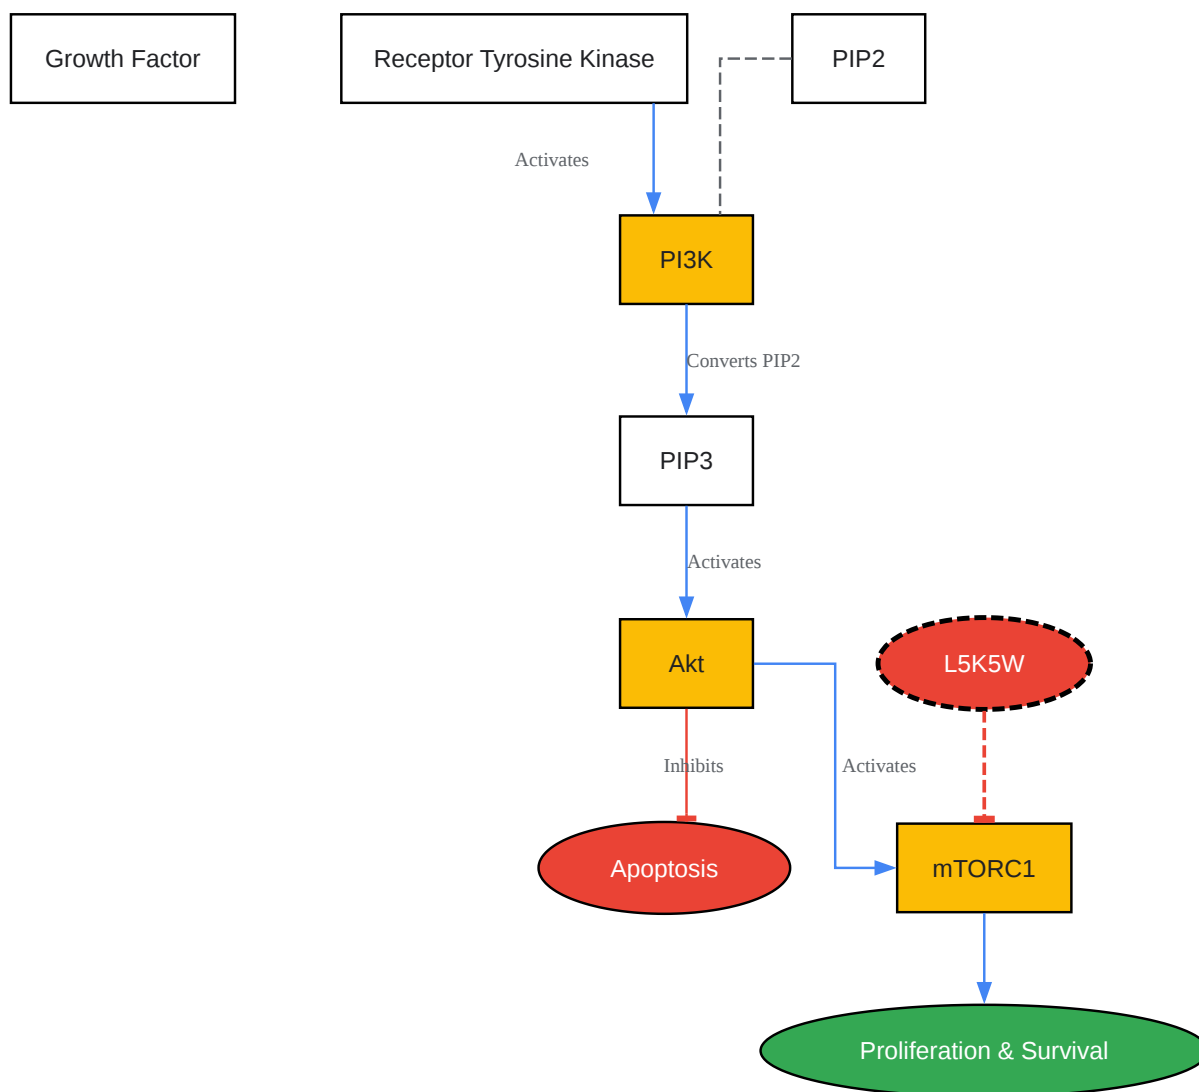 Growth Factor
Receptor Tyrosine Kinase
PIP2
Activates
PI3K
Converts PIP2
PIP3
Activates
Akt
L5K5W
Inhibits
Activates
Apoptosis
mTORC1
Proliferation & Survival